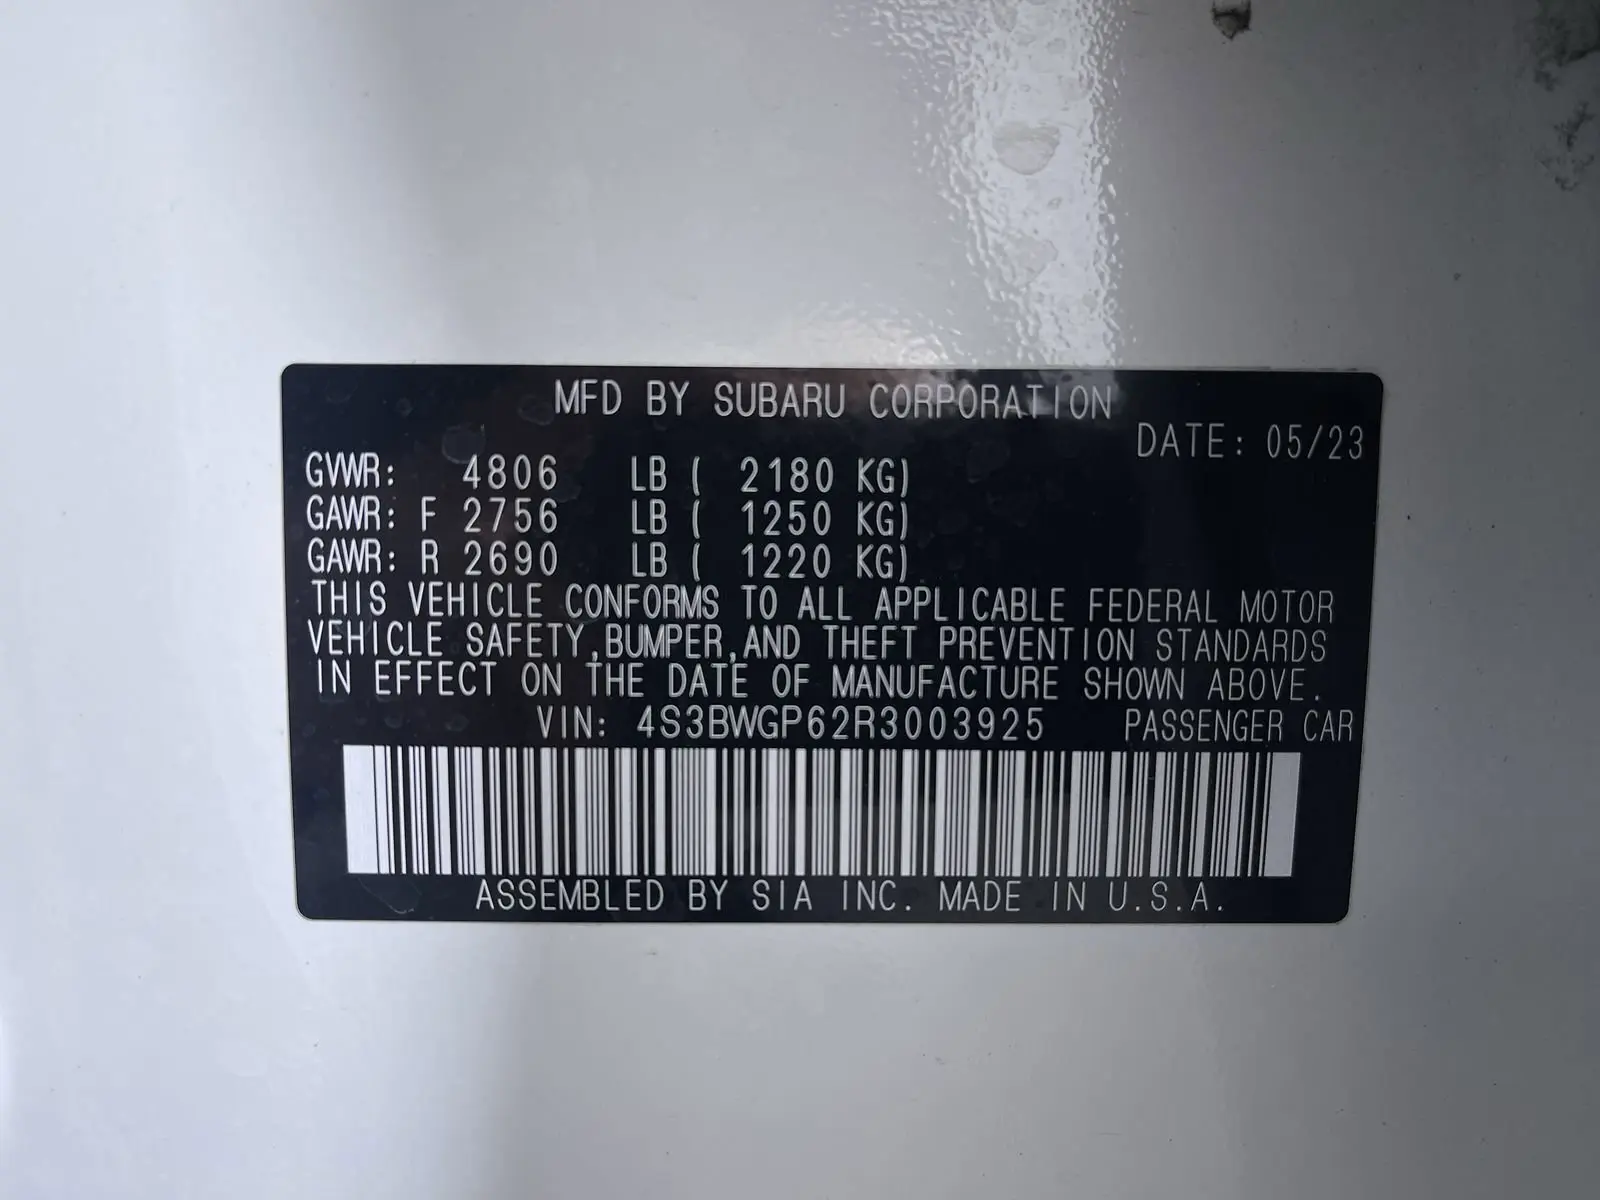 MFD BY SUBARU CORPORATION
DATE: 05/23
GVWR: 4806 LB ( 2180 KG)
GAWR: F 2756 LB ( 1250 KG)
GAWR: R 2690 LB ( 1220 KG)
THIS VEHICLE CONFORMS TO ALL APPLICABLE FEDERAL MOTOR
VEHICLE SAFETY,BUMPER,AND THEFT PREVENTION STANDARDS
IN EFFECT ON THE DATE OF MANUFACTURE SHOWN ABOVE.
VIN: 4S3BWGP62R3003925 PASSENGER CAR
ASSEMBLED BY SIA INC. MADE IN U.S.A.